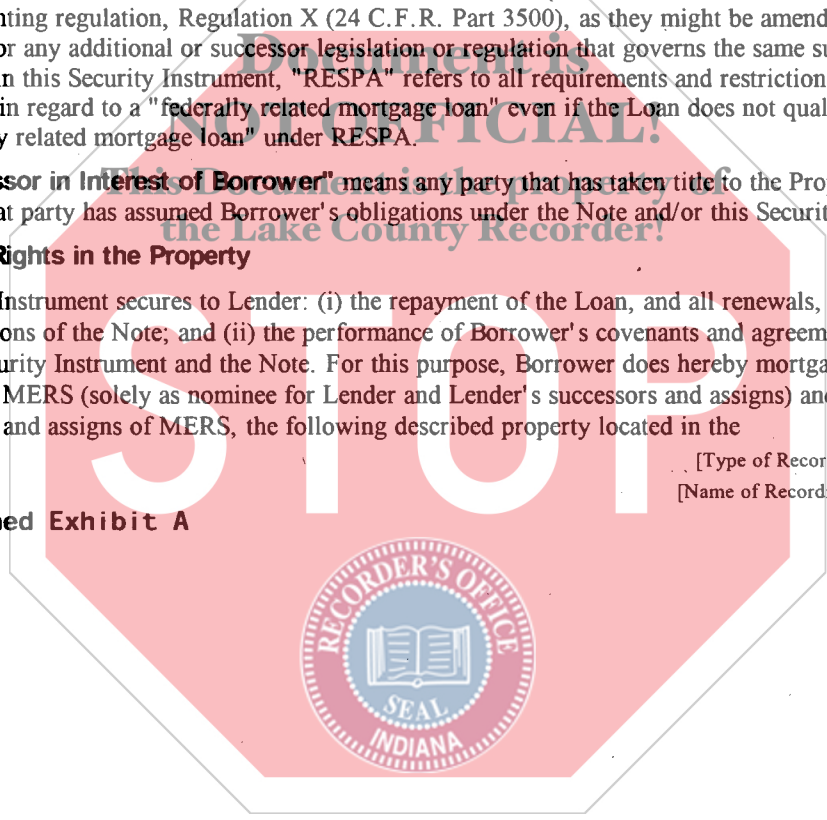 nting regulation, Regulation X (24 C.F.R. Part 3500), as they might be amend
or any additional or successor legislation or regulation that governs the same su
Document is
n this Security Instrument, "RESPA" refers to all requirements and restriction
in regard to a "federally related mortgage loan" even if the Loan does not qual
NOT OFFICIAL!
y related mortgage loan" under RESPA.
ssor in Interest of Borrower" means any party that has taken title to the Pro
This Document is the property of
at party has assumed Borrower's obligations under the Note and/or this Securit
the Lake County Recorder!
Rights in the Property
Instrument secures to Lender: (i) the repayment of the Loan, and all renewals,
ons of the Note; and (ii) the performance of Borrower's covenants and agreem
urity Instrument and the Note. For this purpose, Borrower does hereby mortga
MERS (solely as nominee for Lender and Lender's successors and assigns) and
and assigns of MERS, the following described property located in the
STOP
[Type of Recor
[Name of Record
ed Exhibit A
RECORDER'S OFFICE
SEAL
INDIANA